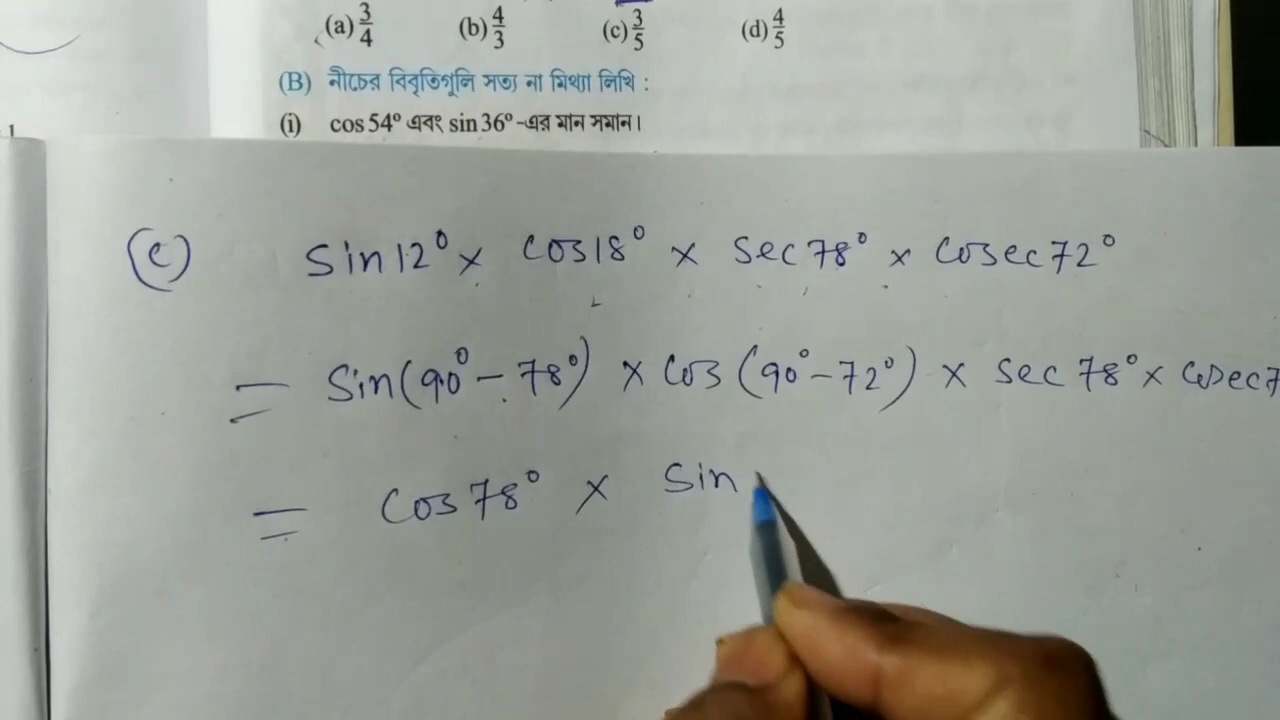 (a) 3/4 (b) 4/3 (c) 3/5 (d) 4/5
(B) নীচের বিবৃতিগুলি সত্য না মিথ্যা লিখি :
(i) cos 54° এবং sin 36° -এর মান সমান।
(c) sin 12° × cos 18° × sec 78° × cosec 72°
= sin (90° - 78°) × cos (90° - 72°) × sec 78° × cosec 7
= cos 78° × sin